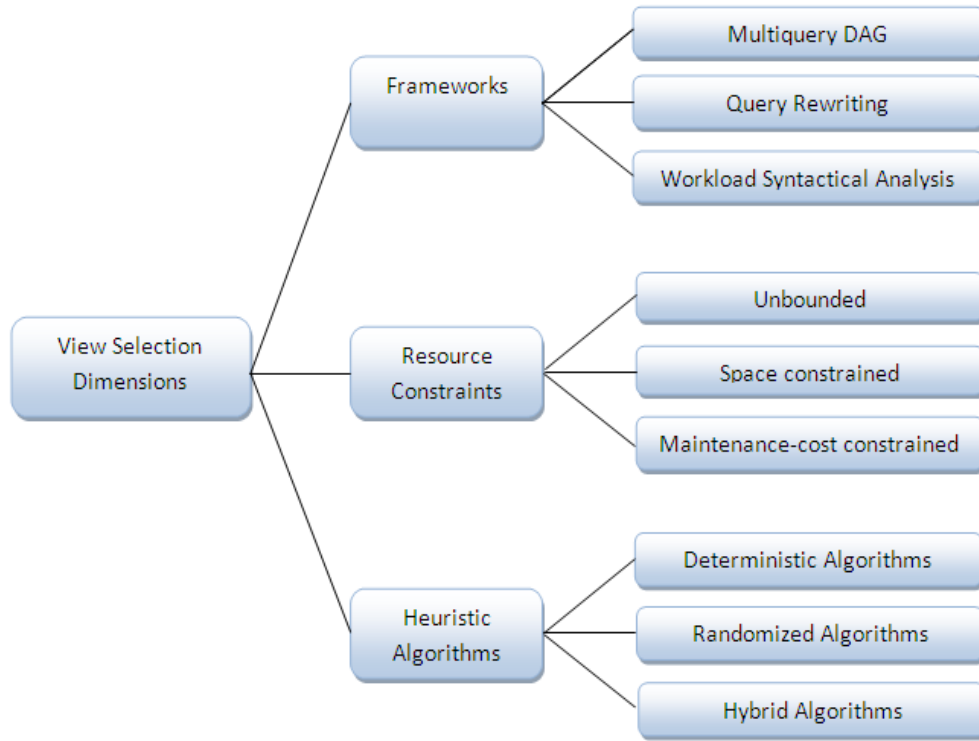 View Selection
Dimensions
Frameworks
Multiquery DAG
Query Rewriting
Workload Syntactical Analysis
Resource
Constraints
Unbounded
Space constrained
Maintenance-cost constrained
Heuristic
Algorithms
Deterministic Algorithms
Randomized Algorithms
Hybrid Algorithms